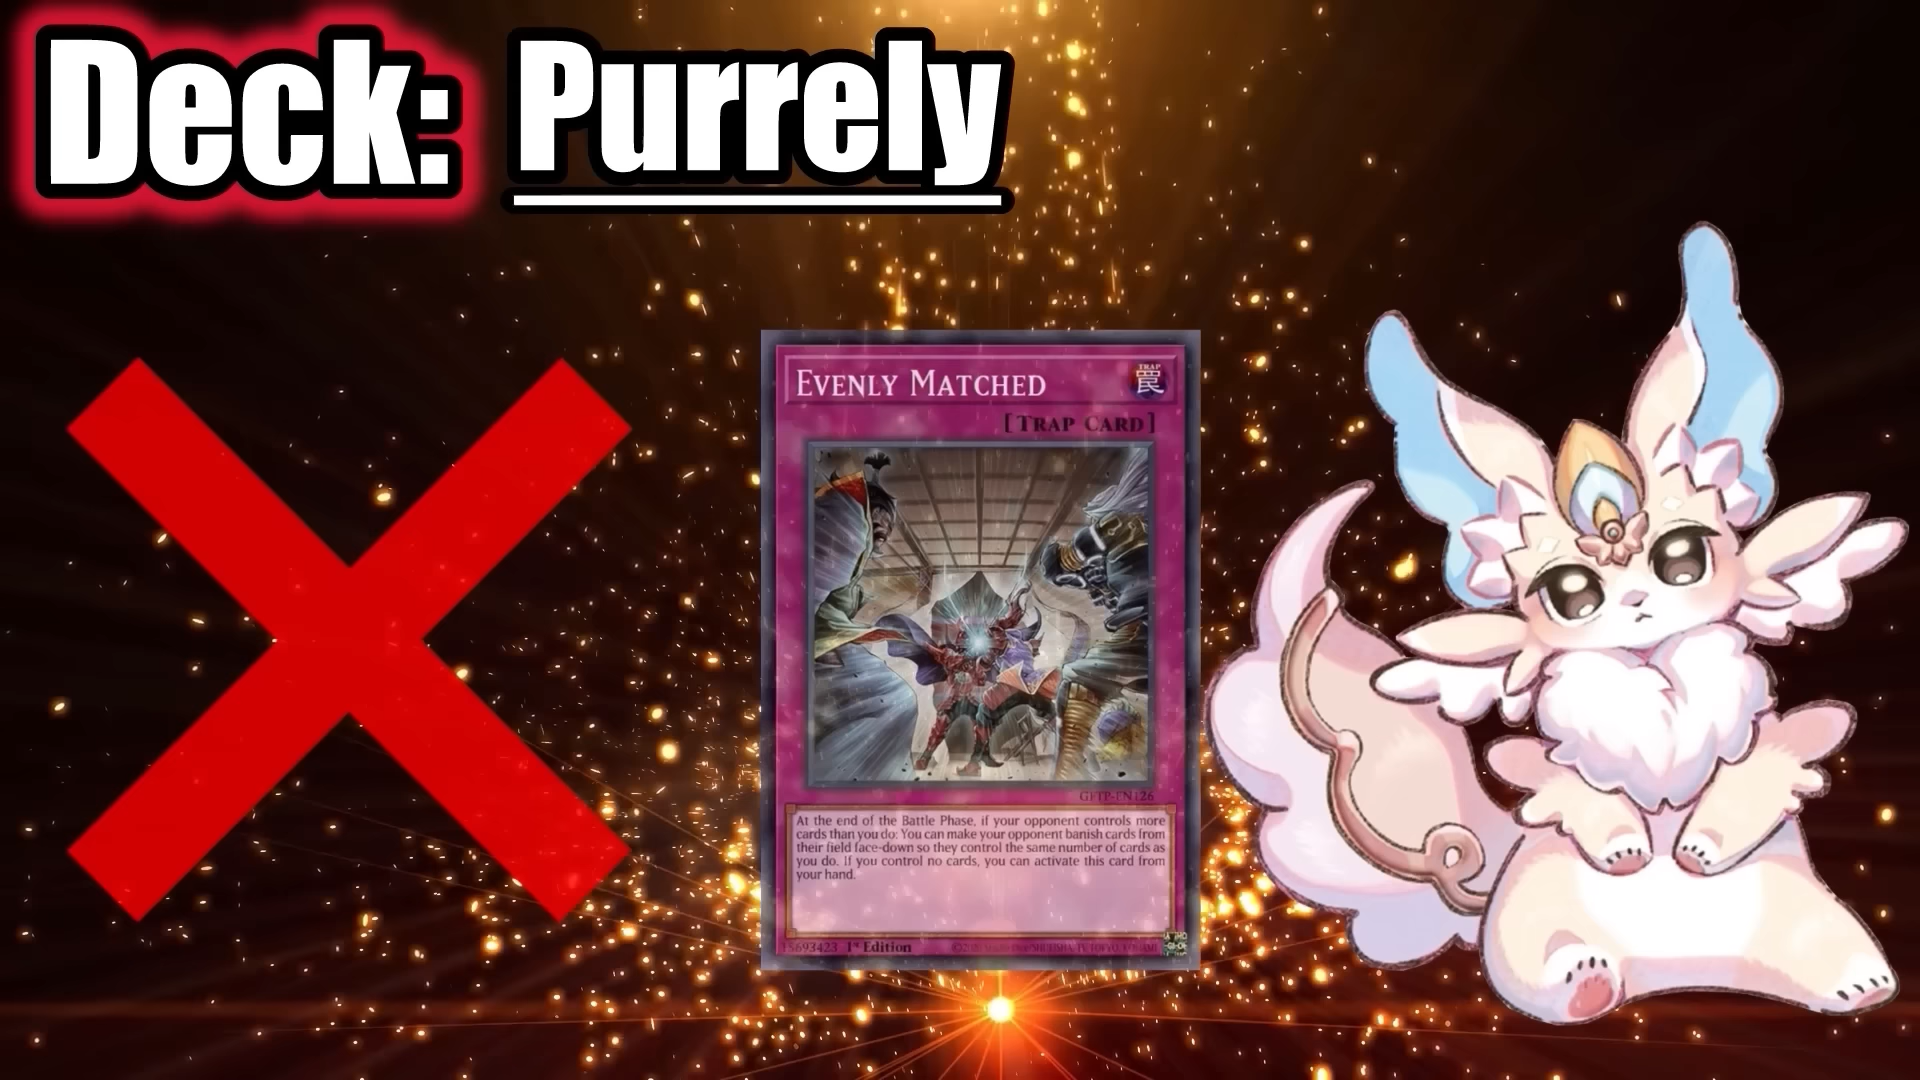 Deck: Purrely
EVENLY MATCHED
TRAP
罠
[TRAP CARD]
GFTP-EN126
At the end of the Battle Phase, if your opponent controls more
cards than you do: You can make your opponent banish cards from
their field face-down so they control the same number of cards as
you do. If you control no cards, you can activate this card from
your hand.
15693423 1st Edition